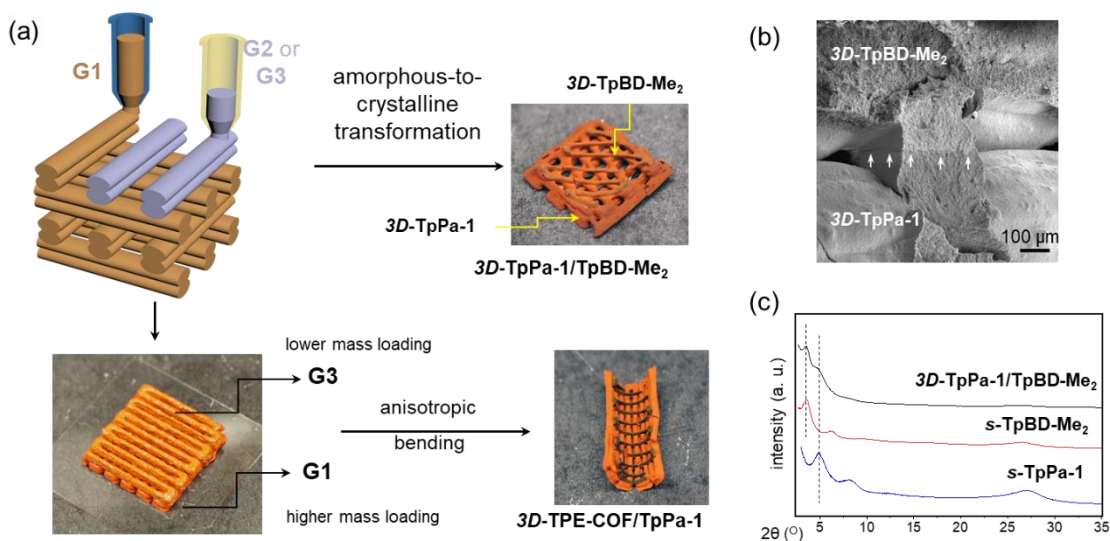 (a)
G1
G2 or
G3
amorphous-to-
crystalline
transformation
3D-TpBD-Me₂
3D-TpPa-1
3D-TpPa-1/TpBD-Me₂
lower mass loading
G3
anisotropic
bending
G1
higher mass loading
3D-TPE-COF/TpPa-1
(b)
3D-TpBD-Me₂
3D-TpPa-1
100 µm
(c)
intensity (a. u.)
3D-TpPa-1/TpBD-Me₂
s-TpBD-Me₂
s-TpPa-1
5 10 15 20 25 30 35
2θ (°)